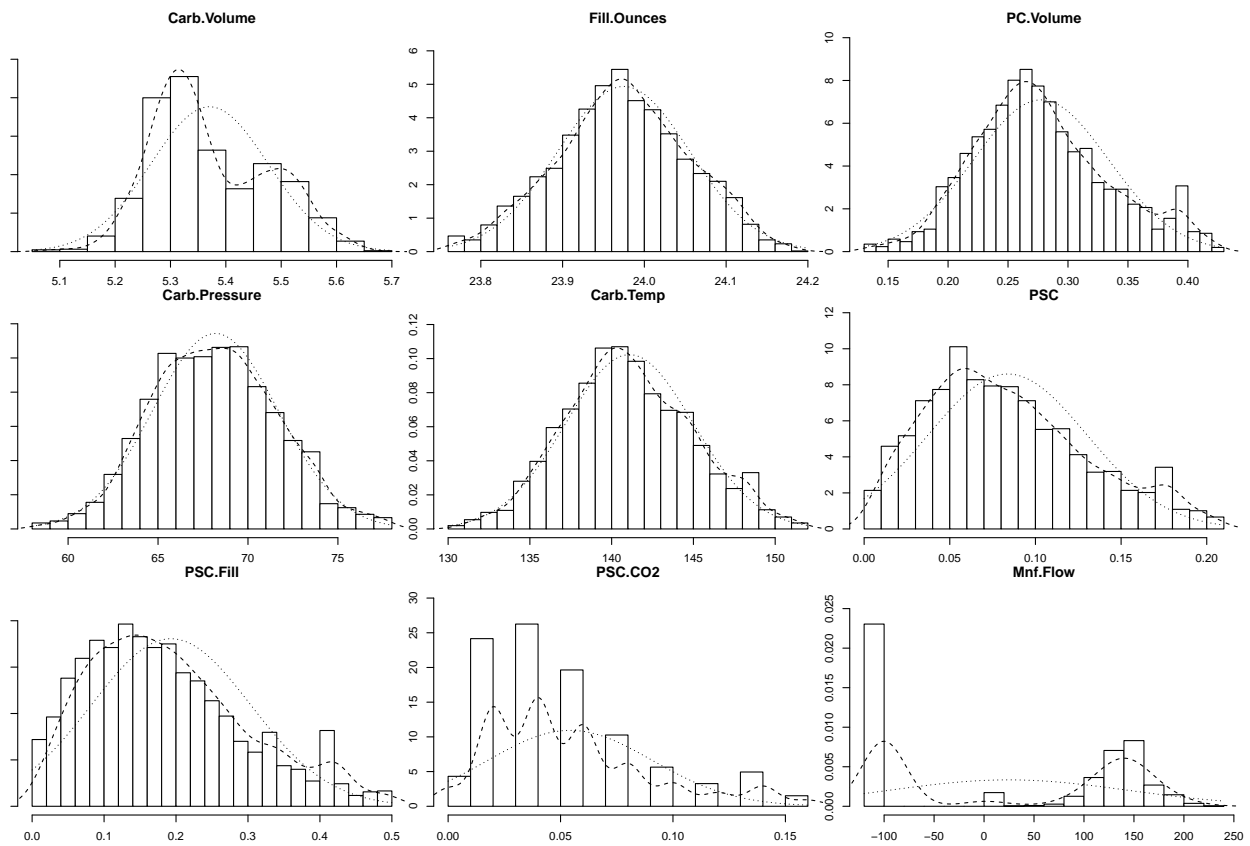 Carb.Volume
5.1 5.2 5.3 5.4 5.5 5.6 5.7
Fill.Ounces
0 1 2 3 4 5 6
23.8 23.9 24.0 24.1 24.2
PC.Volume
0 2 4 6 8 10
0.15 0.20 0.25 0.30 0.35 0.40
Carb.Pressure
60 65 70 75
Carb.Temp
0.00 0.02 0.04 0.06 0.08 0.10 0.12
130 135 140 145 150
PSC
0 2 4 6 8 10 12
0.00 0.05 0.10 0.15 0.20
PSC.Fill
0.0 0.1 0.2 0.3 0.4 0.5
PSC.CO2
0 5 10 15 20 25 30
0.00 0.05 0.10 0.15
Mnf.Flow
0.000 0.005 0.010 0.015 0.020 0.025
−100 −50 0 50 100 150 200 250